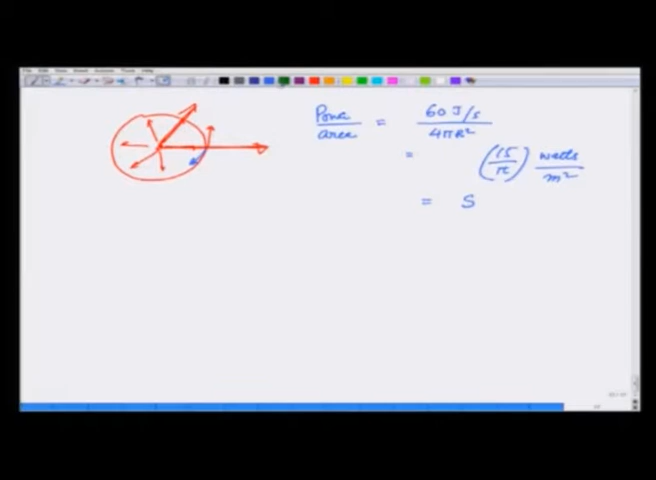 Power/area = 60 J/s / 4πR²
= (15/π) watts/m²
= S